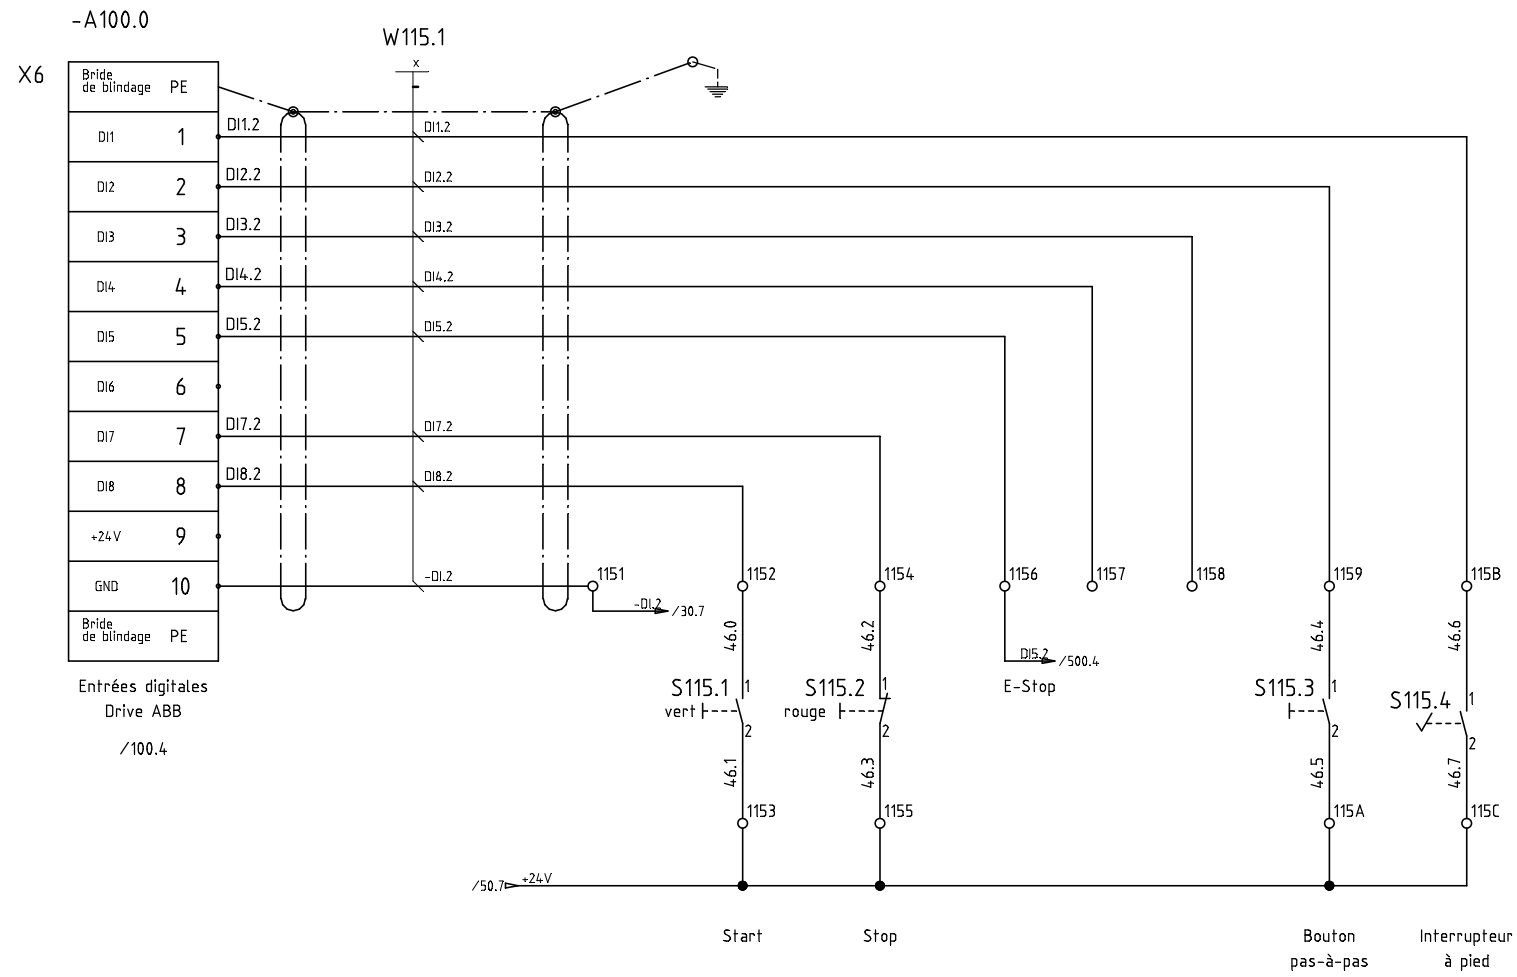 -A100.0
W115.1
X6
x
-
Bride
de blindage PE
DI1 1 DI1.2 DI1.2
DI2 2 DI2.2 DI2.2
DI3 3 DI3.2 DI3.2
DI4 4 DI4.2 DI4.2
DI5 5 DI5.2 DI5.2
DI6 6
DI7 7 DI7.2 DI7.2
DI8 8 DI8.2 DI8.2
+24V 9
GND 10 -DI.2 1151 1152 1154 1156 1157 1158 1159 115B
-DI.2 /30.7
Bride
de blindage PE
46.0 46.2 46.4 46.6
DI5.2 /500.4
E-Stop
Entrées digitales
Drive ABB
/100.4
S115.1 1
vert
2
S115.2 1
rouge
2
S115.3 1
2
S115.4 1
2
46.1 46.3 46.5 46.7
1153 1155 115A 115C
/50.7 +24V
Start Stop
Bouton
pas-à-pas
Interrupteur
à pied